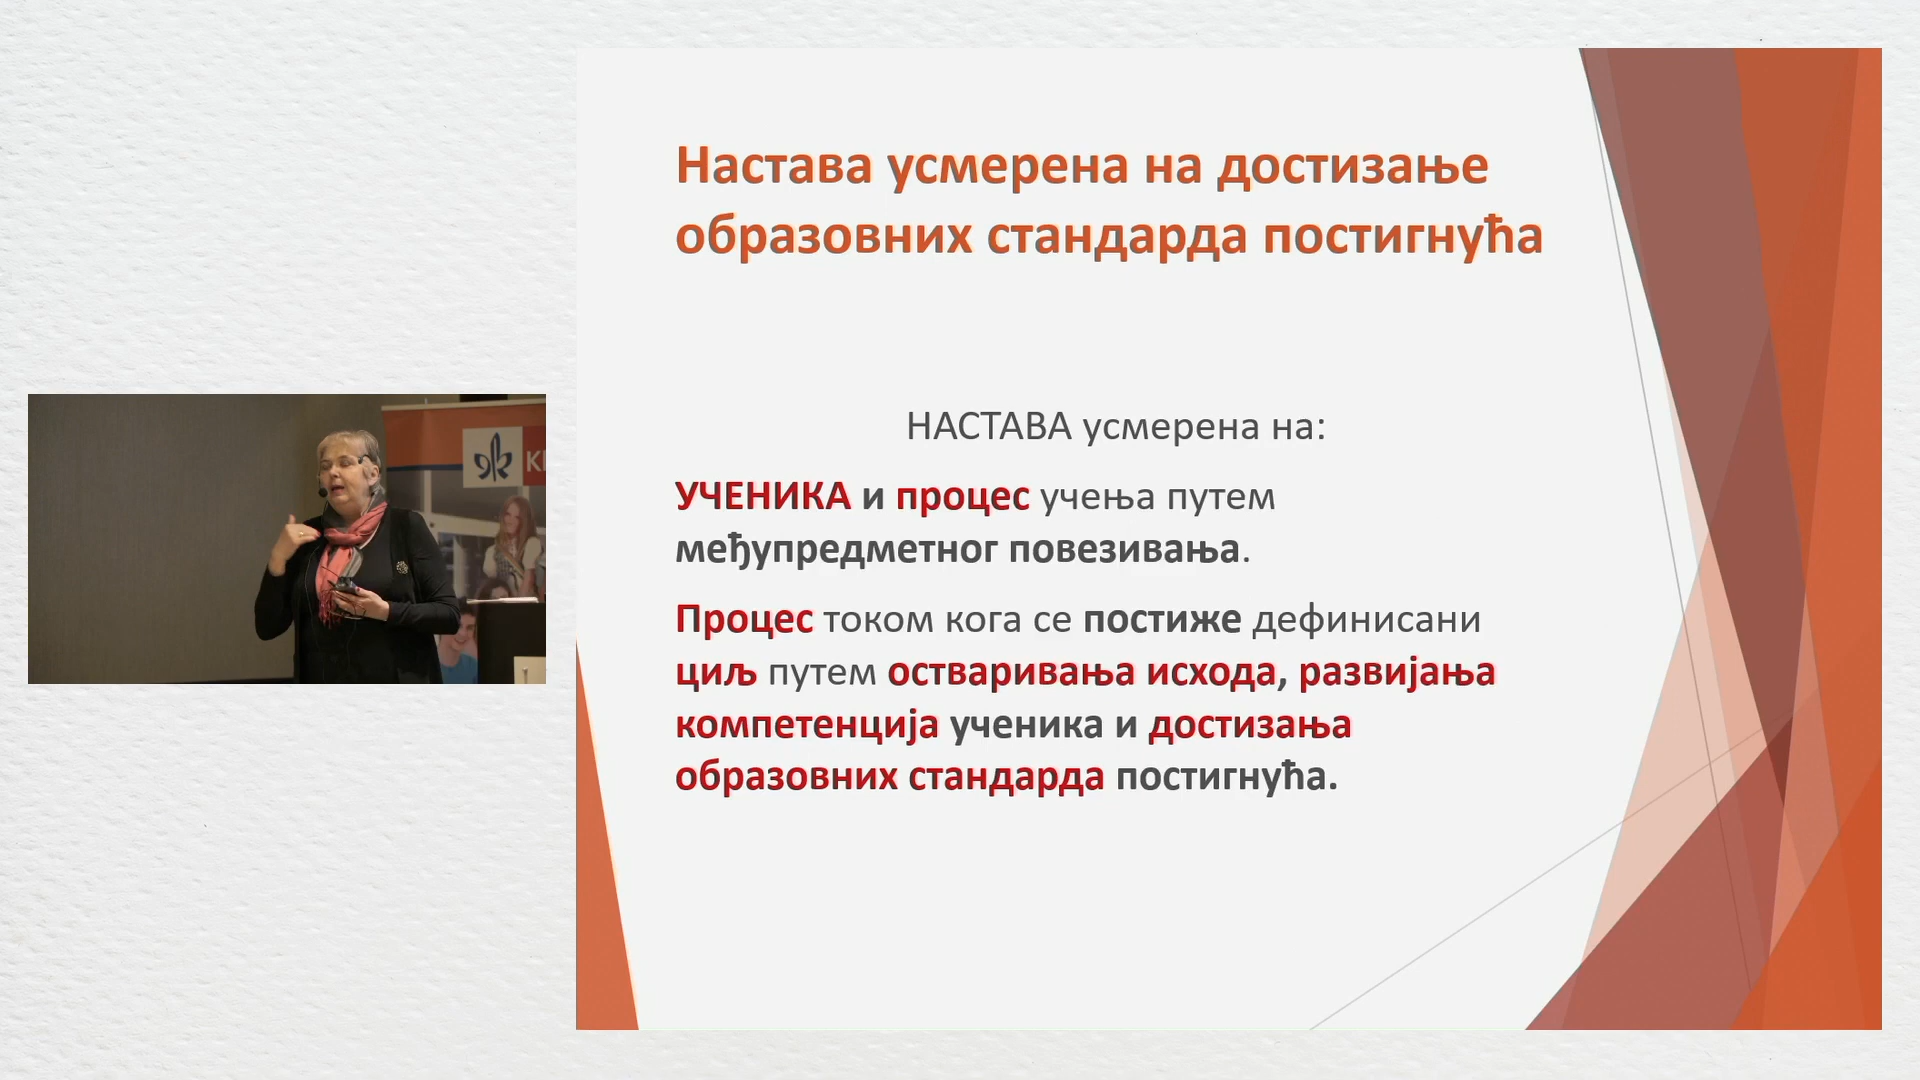 Настава усмерена на достизање
образовних стандарда постигнућа
НАСТАВА усмерена на:
УЧЕНИКА и процес учења путем
међупредметног повезивања.
Процес током кога се постиже дефинисани
циљ путем остваривања исхода, развијања
компетенција ученика и достизања
образовних стандарда постигнућа.